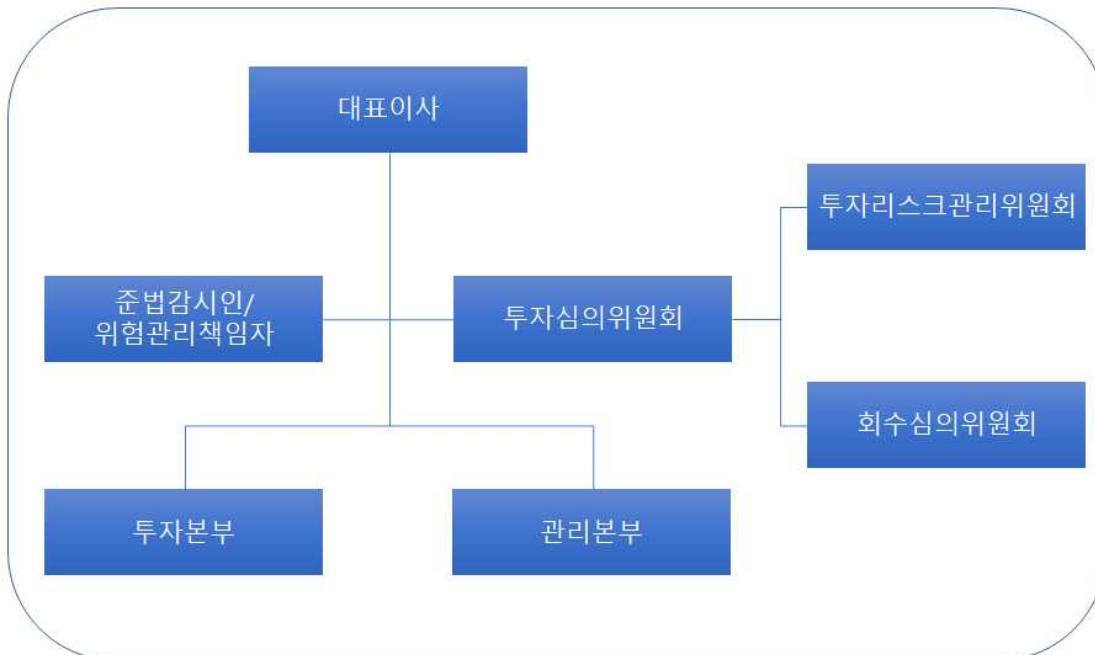 대표이사
투자리스크관리위원회
준법감시인/
위험관리책임자
투자심의위원회
회수심의위원회
투자본부
관리본부